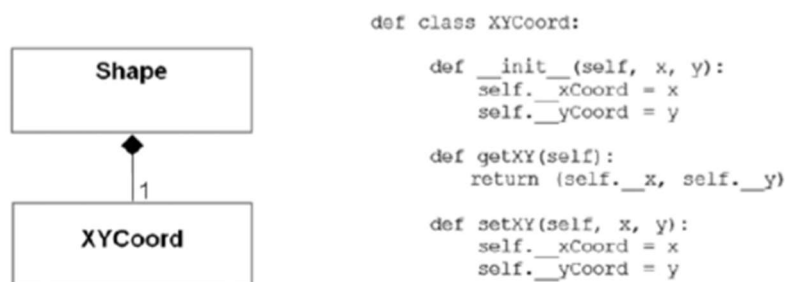 Shape
1
XYCoord
def class XYCoord:
def __init__(self, x, y):
self.__xCoord = x
self.__yCoord = y
def getXY(self):
return (self.__x, self.__y)
def setXY(self, x, y):
self.__xCoord = x
self.__yCoord = y